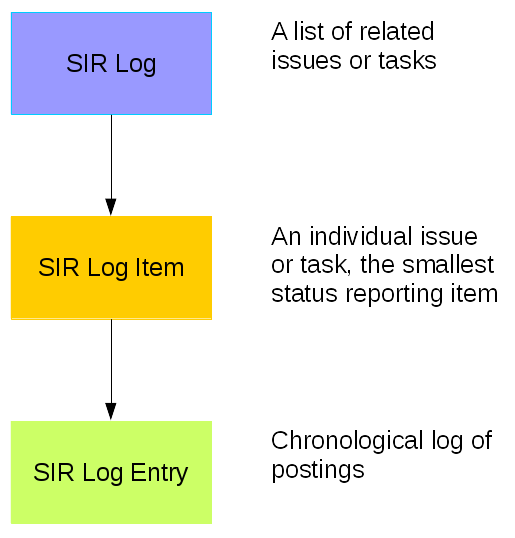 SIR Log
A list of related
issues or tasks
SIR Log Item
An individual issue
or task, the smallest
status reporting item
SIR Log Entry
Chronological log of
postings